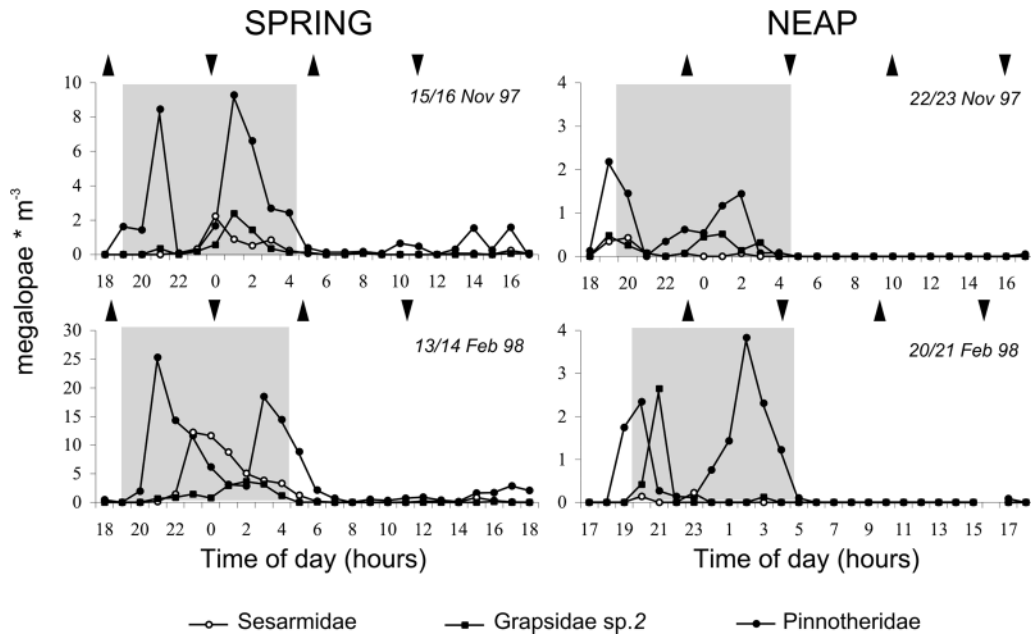 SPRING
NEAP
15/16 Nov 97
10
8
6
4
2
0
18 20 22 0 2 4 6 8 10 12 14 16
22/23 Nov 97
4
3
2
1
0
18 20 22 0 2 4 6 8 10 12 14 16
megalopae * m-3
13/14 Feb 98
30
25
20
15
10
5
0
18 20 22 0 2 4 6 8 10 12 14 16 18
Time of day (hours)
20/21 Feb 98
4
3
2
1
0
17 19 21 23 1 3 5 7 9 11 13 15 17
Time of day (hours)
Sesarmidae Grapsidae sp.2 Pinnotheridae